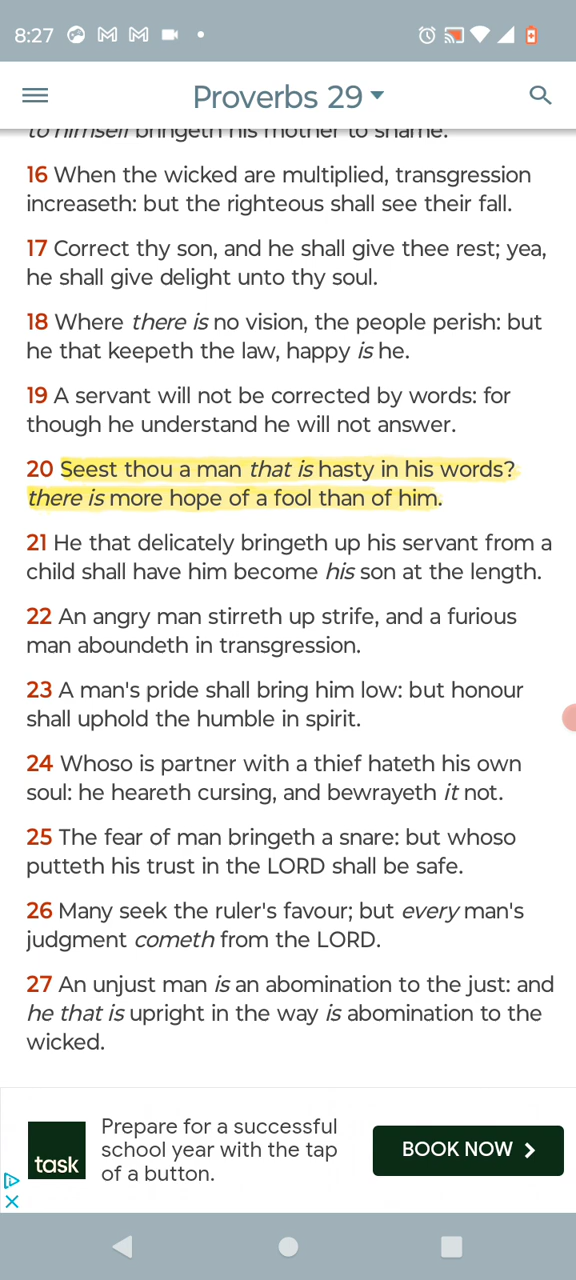 8:27
Proverbs 29
to himself bringeth his mother to shame.
16 When the wicked are multiplied, transgression
increaseth: but the righteous shall see their fall.
17 Correct thy son, and he shall give thee rest; yea,
he shall give delight unto thy soul.
18 Where there is no vision, the people perish: but
he that keepeth the law, happy is he.
19 A servant will not be corrected by words: for
though he understand he will not answer.
20 Seest thou a man that is hasty in his words?
there is more hope of a fool than of him.
21 He that delicately bringeth up his servant from a
child shall have him become his son at the length.
22 An angry man stirreth up strife, and a furious
man aboundeth in transgression.
23 A man's pride shall bring him low: but honour
shall uphold the humble in spirit.
24 Whoso is partner with a thief hateth his own
soul: he heareth cursing, and bewrayeth it not.
25 The fear of man bringeth a snare: but whoso
putteth his trust in the LORD shall be safe.
26 Many seek the ruler's favour; but every man's
judgment cometh from the LORD.
27 An unjust man is an abomination to the just: and
he that is upright in the way is abomination to the
wicked.
task
Prepare for a successful
school year with the tap
of a button.
BOOK NOW